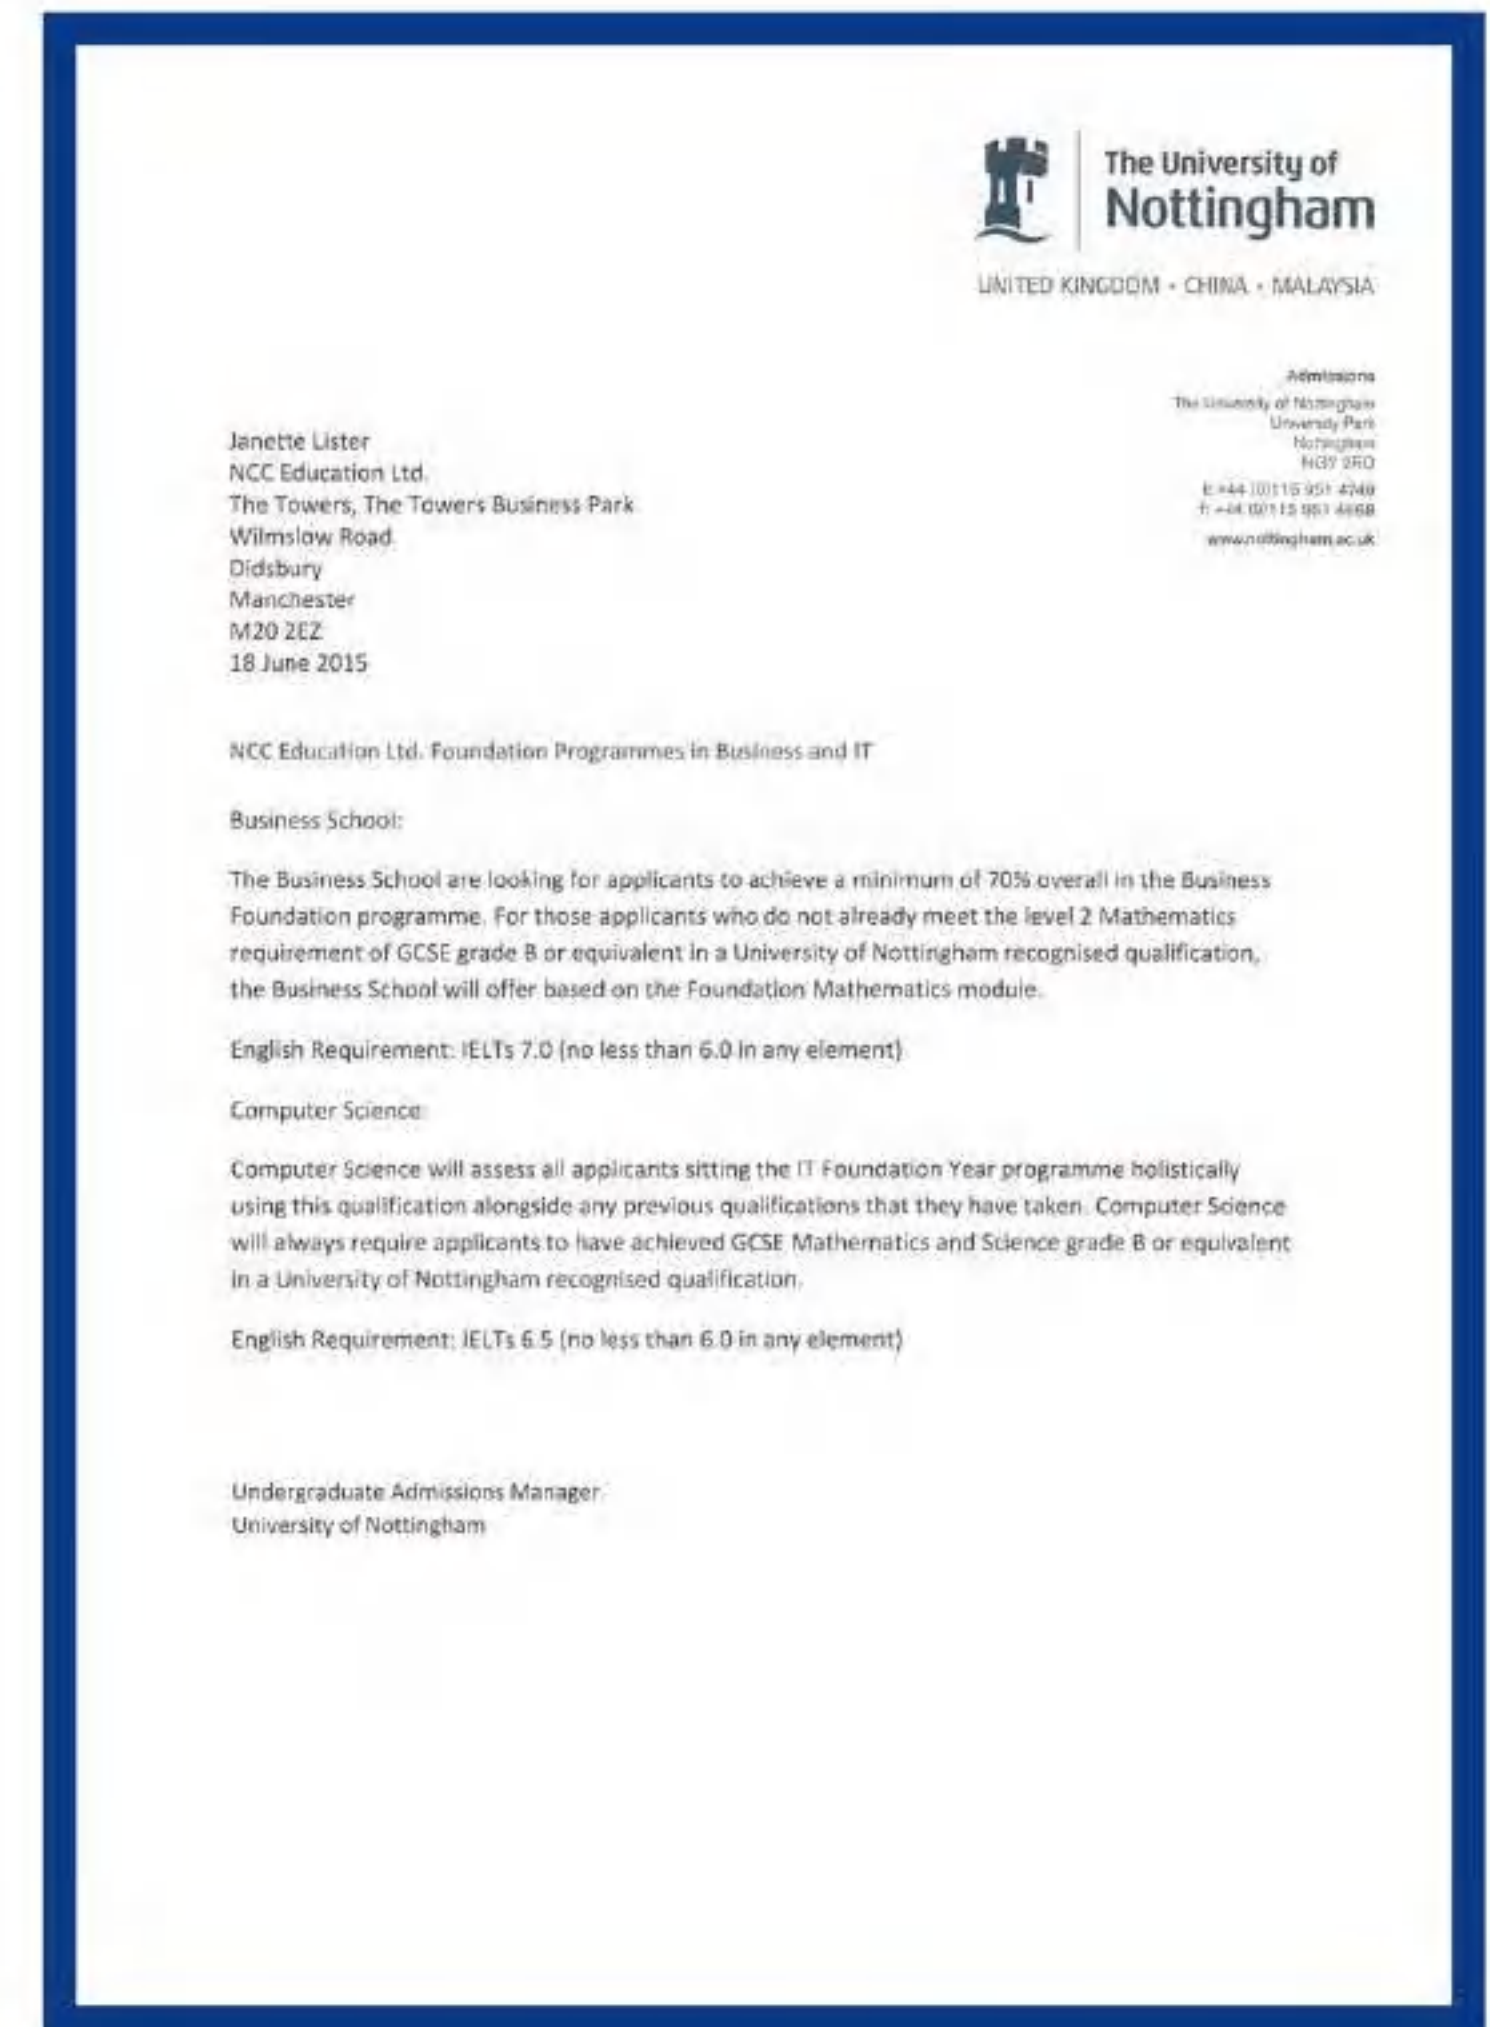 The University of
Nottingham
UNITED KINGDOM • CHINA • MALAYSIA
Admissions
The University of Nottingham
University Park
Nottingham
Janette Lister
NCC Education Ltd.
The Towers, The Towers Business Park
Wilmslow Road
Didsbury
Manchester
M20 2EZ
18 June 2015
www.nottingham.ac.uk
NCC Education Ltd. Foundation Programmes in Business and IT
Business School:
The Business School are looking for applicants to achieve a minimum of 70% overall in the Business
Foundation programme. For those applicants who do not already meet the level 2 Mathematics
requirement of GCSE grade B or equivalent in a University of Nottingham recognised qualification,
the Business School will offer based on the Foundation Mathematics module.
English Requirement: IELTs 7.0 (no less than 6.0 in any element)
Computer Science
Computer Science will assess all applicants sitting the IT Foundation Year programme holistically
using this qualification alongside any previous qualifications that they have taken. Computer Science
will always require applicants to have achieved GCSE Mathematics and Science grade B or equivalent
in a University of Nottingham recognised qualification.
English Requirement: IELTs 6.5 (no less than 6.0 in any element)
Undergraduate Admissions Manager
University of Nottingham